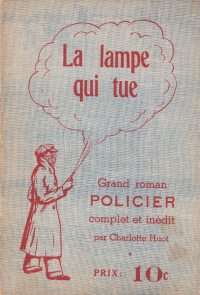 La lampe
qui tue
Grand roman
POLICIER
complet et inédit
par Charlotte Huot
PRIX: 10c